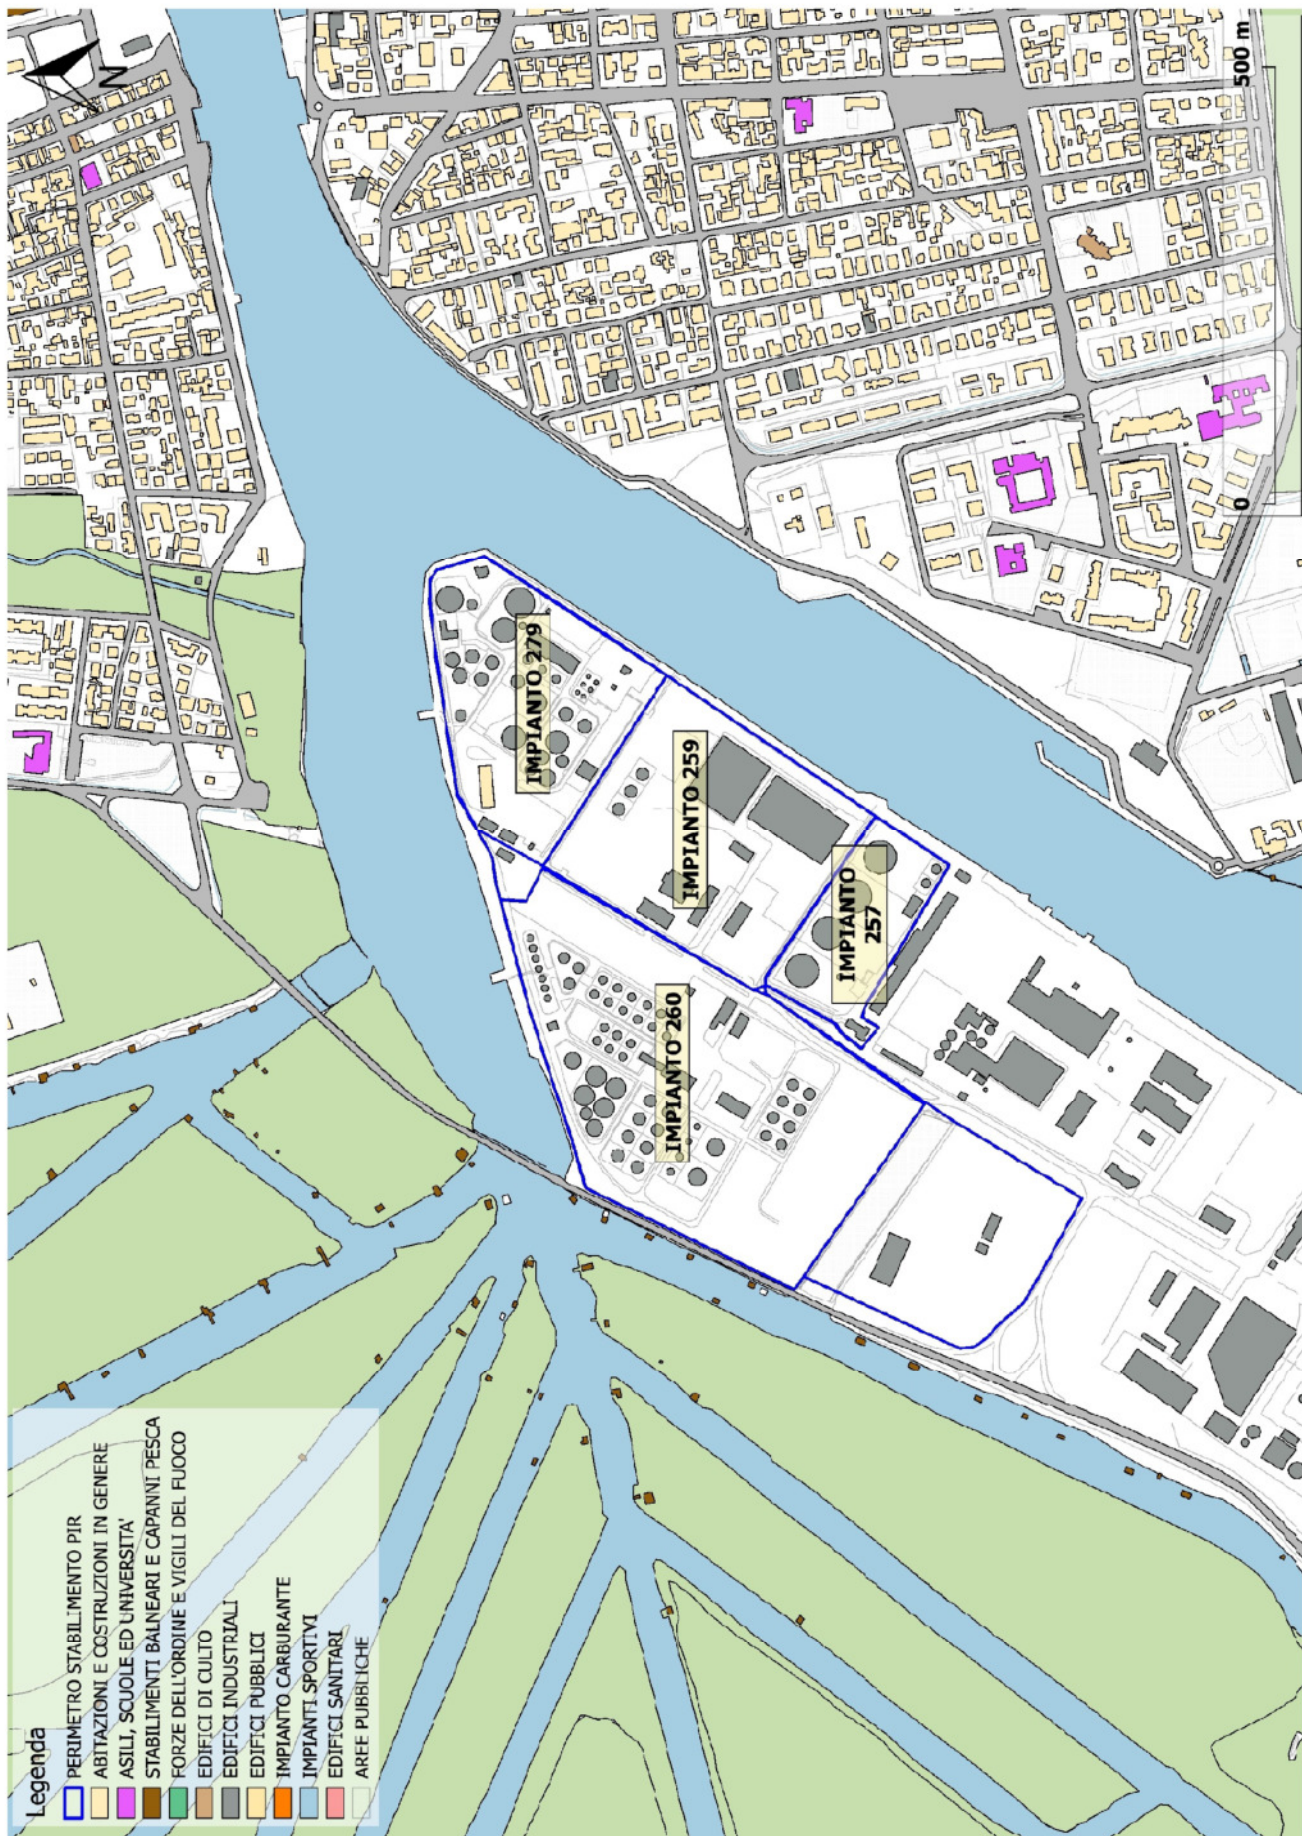 Legenda
PERIMETRO STABILIMENTO PIR
ABITAZIONI E COSTRUZIONI IN GENERE
ASILI, SCUOLE ED UNIVERSITA'
STABILIMENTI BALNEARI E CAPANNI PESCA
FORZE DELL'ORDINE E VIGILI DEL FUOCO
EDIFICI DI CULTO
EDIFICI INDUSTRIALI
EDIFICI PUBBLICI
IMPIANTO CARBURANTE
IMPIANTI SPORTIVI
EDIFICI SANITARI
AREE PUBBLICHE
IMPIANTO 260
IMPIANTO 279
IMPIANTO 259
IMPIANTO
257
N
0
500 m